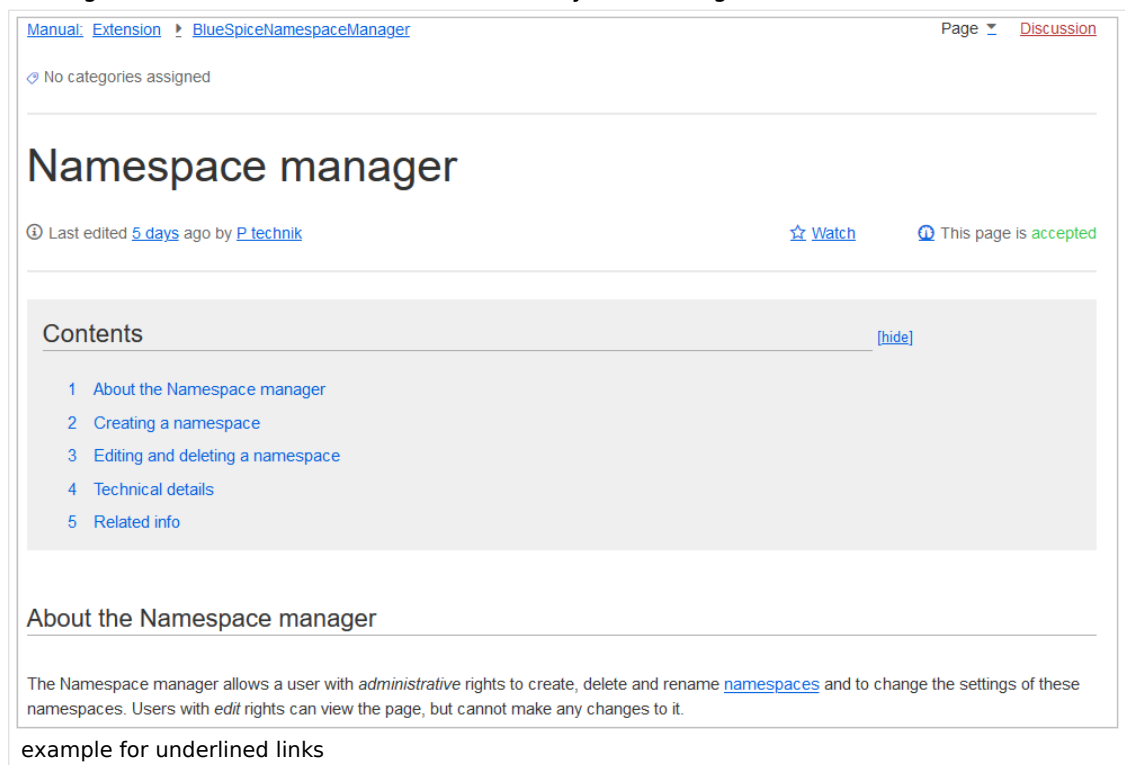 Manual: Extension BlueSpiceNamespaceManager Page Discussion
No categories assigned
Namespace manager
Last edited 5 days ago by P technik Watch This page is accepted
Contents [hide]
1 About the Namespace manager
2 Creating a namespace
3 Editing and deleting a namespace
4 Technical details
5 Related info
About the Namespace manager
The Namespace manager allows a user with administrative rights to create, delete and rename namespaces and to change the settings of these
namespaces. Users with edit rights can view the page, but cannot make any changes to it.
example for underlined links